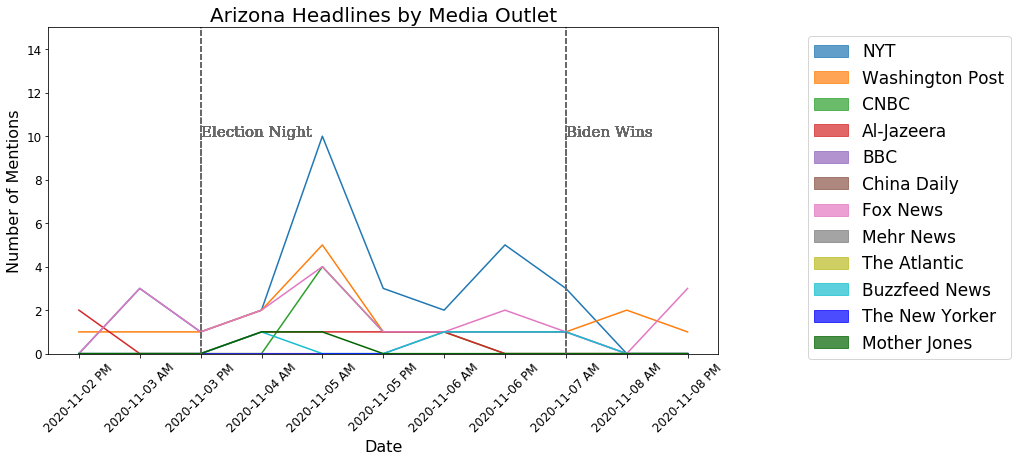 Arizona Headlines by Media Outlet
Number of Mentions
14
12
10
8
6
4
2
0
Election Night
Biden Wins
2020-11-02 PM
2020-11-03 AM
2020-11-03 PM
2020-11-04 AM
2020-11-05 AM
2020-11-05 PM
2020-11-06 AM
2020-11-06 PM
2020-11-07 AM
2020-11-08 AM
2020-11-08 PM
Date
NYT
Washington Post
CNBC
Al-Jazeera
BBC
China Daily
Fox News
Mehr News
The Atlantic
Buzzfeed News
The New Yorker
Mother Jones